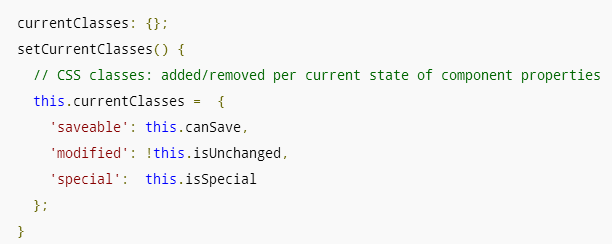 currentClasses: {};
setCurrentClasses() {
  // CSS classes: added/removed per current state of component properties
  this.currentClasses =  {
    'saveable': this.canSave,
    'modified': !this.isUnchanged,
    'special':  this.isSpecial
  };
}